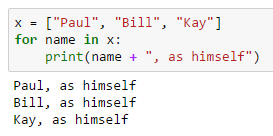 x = ["Paul", "Bill", "Kay"]
for name in x:
    print(name + ", as himself")
Paul, as himself
Bill, as himself
Kay, as himself